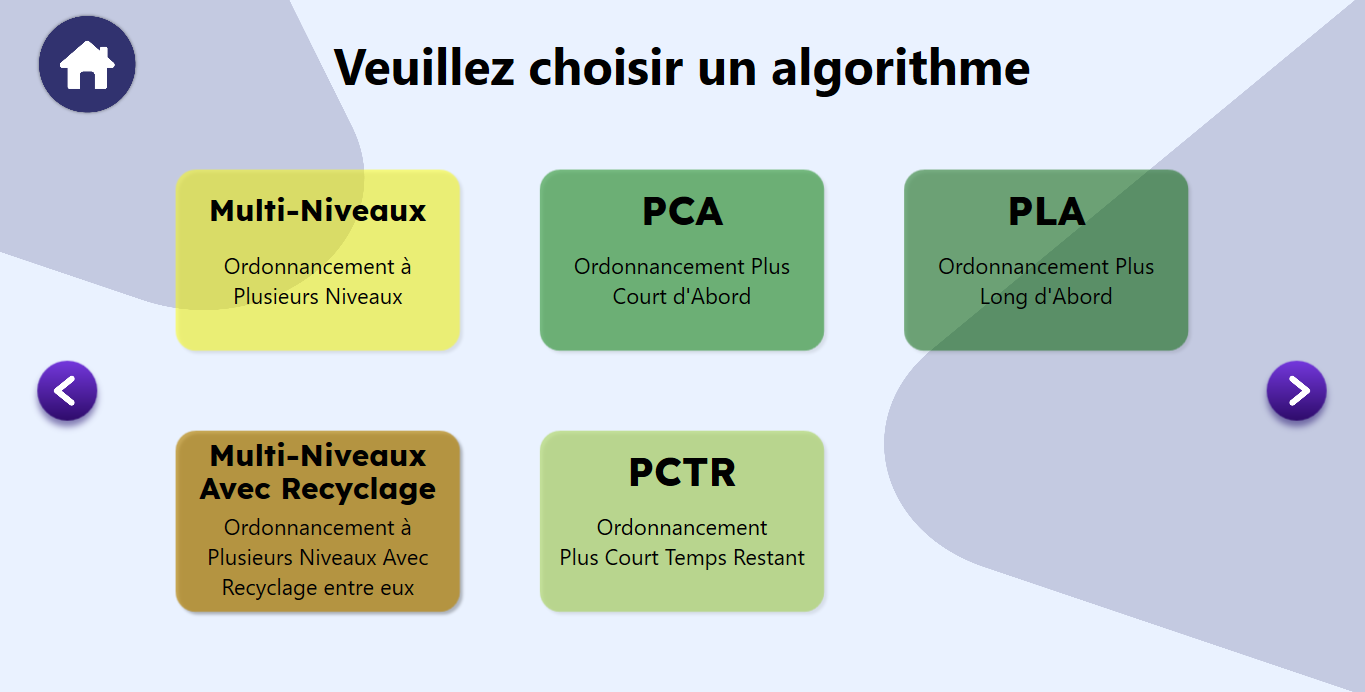 Veuillez choisir un algorithme
Multi-Niveaux
Ordonnancement à
Plusieurs Niveaux
PCA
Ordonnancement Plus
Court d'Abord
PLA
Ordonnancement Plus
Long d'Abord
Multi-Niveaux
Avec Recyclage
Ordonnancement à
Plusieurs Niveaux Avec
Recyclage entre eux
PCTR
Ordonnancement
Plus Court Temps Restant